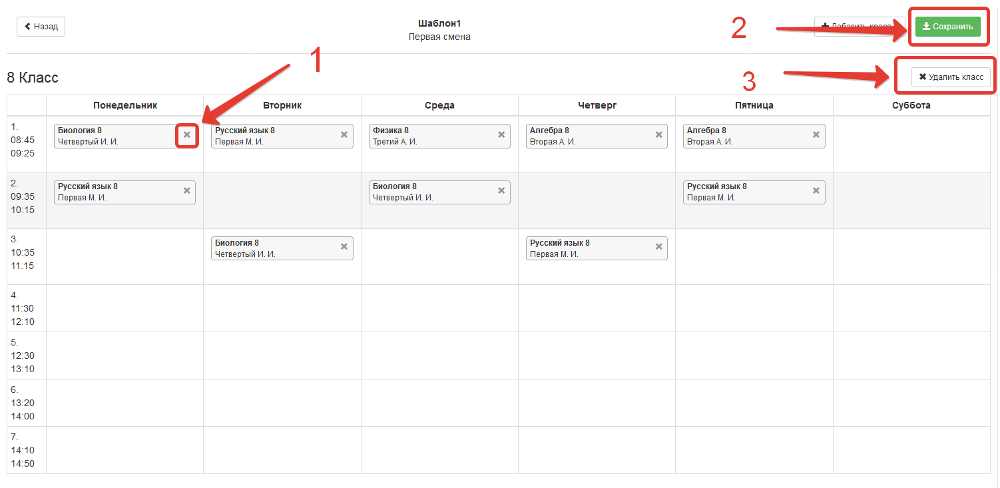 Назад
Шаблон1
Первая смена
2
Добавить класс
Сохранить
1
8 Класс
3
Удалить класс
Понедельник Вторник Среда Четверг Пятница Суббота
1.
08:45
09:25
Биология 8
Четвертый И. И.
Русский язык 8
Первая М. И.
Физика 8
Третий А. И.
Алгебра 8
Вторая А. И.
Алгебра 8
Вторая А. И.
2.
09:35
10:15
Русский язык 8
Первая М. И.
Биология 8
Четвертый И. И.
Русский язык 8
Первая М. И.
3.
10:35
11:15
Биология 8
Четвертый И. И.
Русский язык 8
Первая М. И.
4.
11:30
12:10
5.
12:30
13:10
6.
13:20
14:00
7.
14:10
14:50